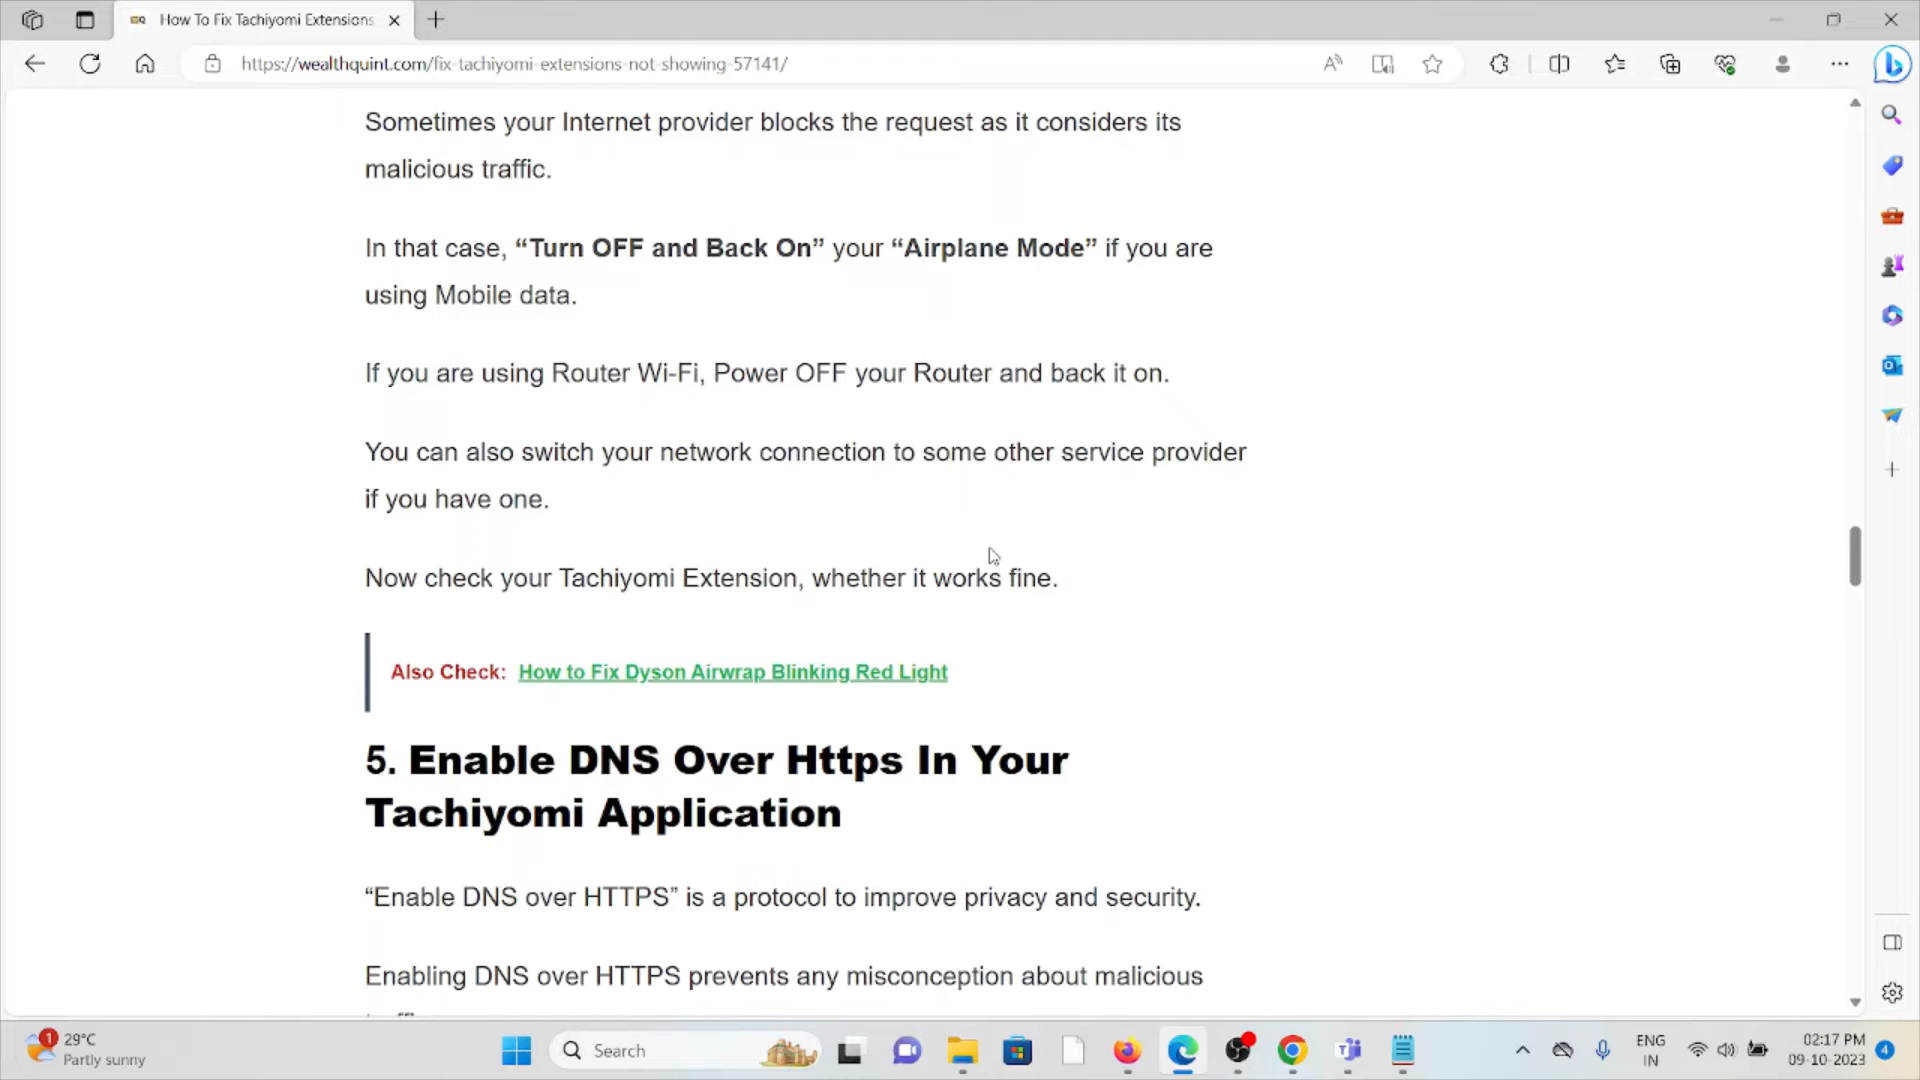 How To Fix Tachiyomi Extensions
https://wealthquint.com/fix-tachiyomi-extensions-not-showing-57141/
Sometimes your Internet provider blocks the request as it considers its
malicious traffic.
In that case, “Turn OFF and Back On” your “Airplane Mode” if you are
using Mobile data.
If you are using Router Wi-Fi, Power OFF your Router and back it on.
You can also switch your network connection to some other service provider
if you have one.
Now check your Tachiyomi Extension, whether it works fine.
Also Check: How to Fix Dyson Airwrap Blinking Red Light
5. Enable DNS Over Https In Your
Tachiyomi Application
“Enable DNS over HTTPS” is a protocol to improve privacy and security.
Enabling DNS over HTTPS prevents any misconception about malicious
1
29°C
Partly sunny
Search
ENG
IN
02:17 PM
09-10-2023
4